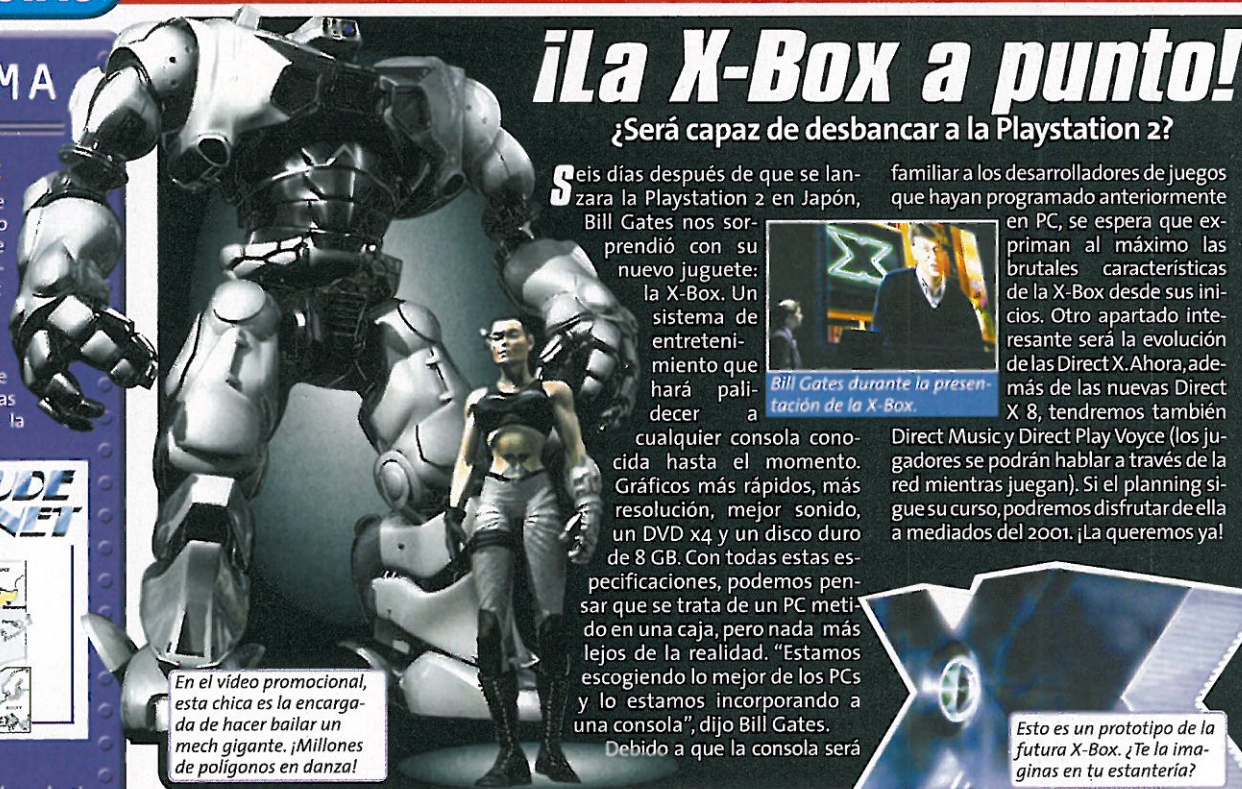 MA
e
o
e
e
as
la
UDE
NET
¡La X-Box a punto!
¿Será capaz de desbancar a la Playstation 2?
Seis días después de que se lan-
zara la Playstation 2 en Japón,
Bill Gates nos sor-
prendió con su
nuevo juguete:
la X-Box. Un
sistema de
entreteni-
miento que
hará pali-
decer a
cualquier consola cono-
cida hasta el momento.
Gráficos más rápidos, más
resolución, mejor sonido,
un DVD x4 y un disco duro
de 8 GB. Con todas estas es-
pecificaciones, podemos pen-
sar que se trata de un PC meti-
do en una caja, pero nada más
lejos de la realidad. “Estamos
escogiendo lo mejor de los PCs
y lo estamos incorporando a
una consola”, dijo Bill Gates.
Debido a que la consola será
familiar a los desarrolladores de juegos
que hayan programado anteriormente
en PC, se espera que ex-
priman al máximo las
brutales características
de la X-Box desde sus ini-
cios. Otro apartado inte-
resante será la evolución
de las Direct X. Ahora, ade-
más de las nuevas Direct
X 8, tendremos también
Direct Music y Direct Play Voyce (los ju-
gadores se podrán hablar a través de la
red mientras juegan). Si el planning si-
gue su curso, podremos disfrutar de ella
a mediados del 2001. ¡La queremos ya!
Bill Gates durante la presen-
tación de la X-Box.
En el vídeo promocional,
esta chica es la encarga-
da de hacer bailar un
mech gigante. ¡Millones
de polígonos en danza!
Esto es un prototipo de la
futura X-Box. ¿Te la ima-
ginas en tu estantería?